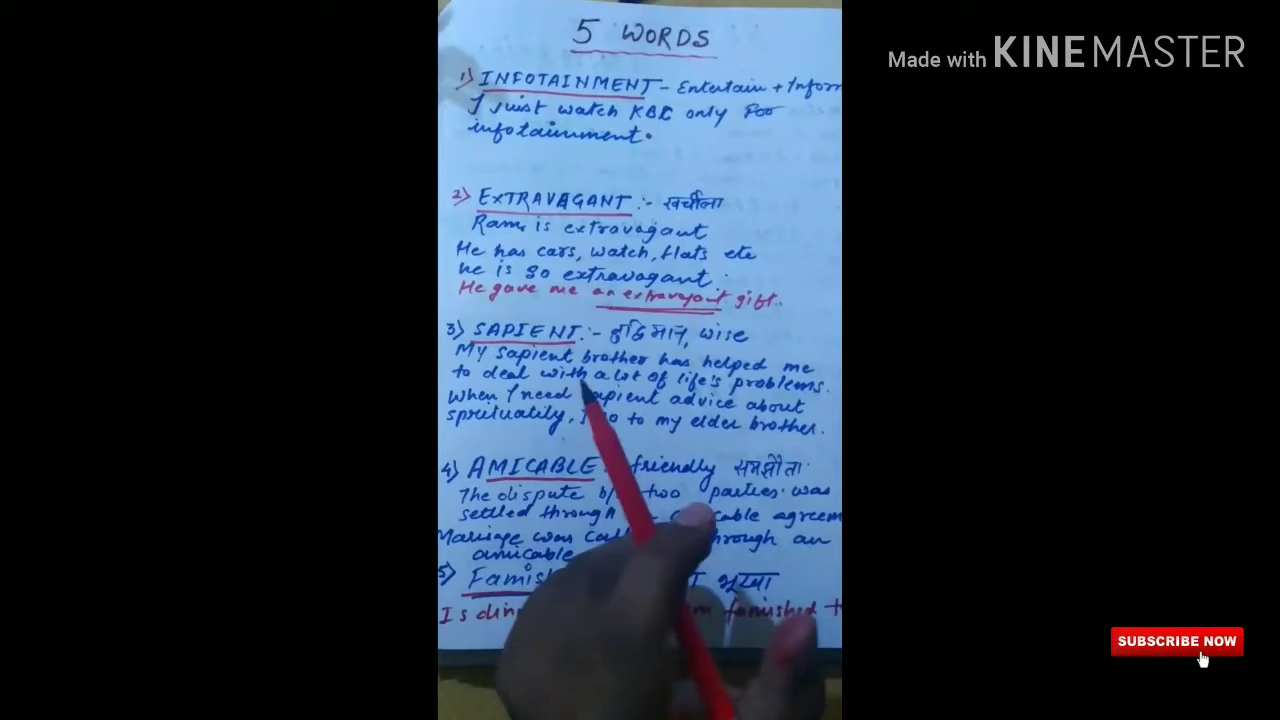 Made with KINEMASTER
5 WORDS
1) INFOTAINMENT - Entertain + Inform
I just watch KBC only for
infotainment.
2) EXTRAVAGANT :- खर्चीला
Ram is extravagant
He has cars, watch, flats etc
he is so extravagant.
He gave me an extravagant gift.
3) SAPIENT :- बुद्धिमान, wise
My sapient brother has helped me
to deal with a lot of life's problems.
When I need sapient advice about
sprituality, I go to my elder brother.
4) AMICABLE friendly समझौता
The dispute two parties was
settled through agreem
Marriage was through an
amicable
5) Famish भूखा
Is famished
SUBSCRIBE NOW